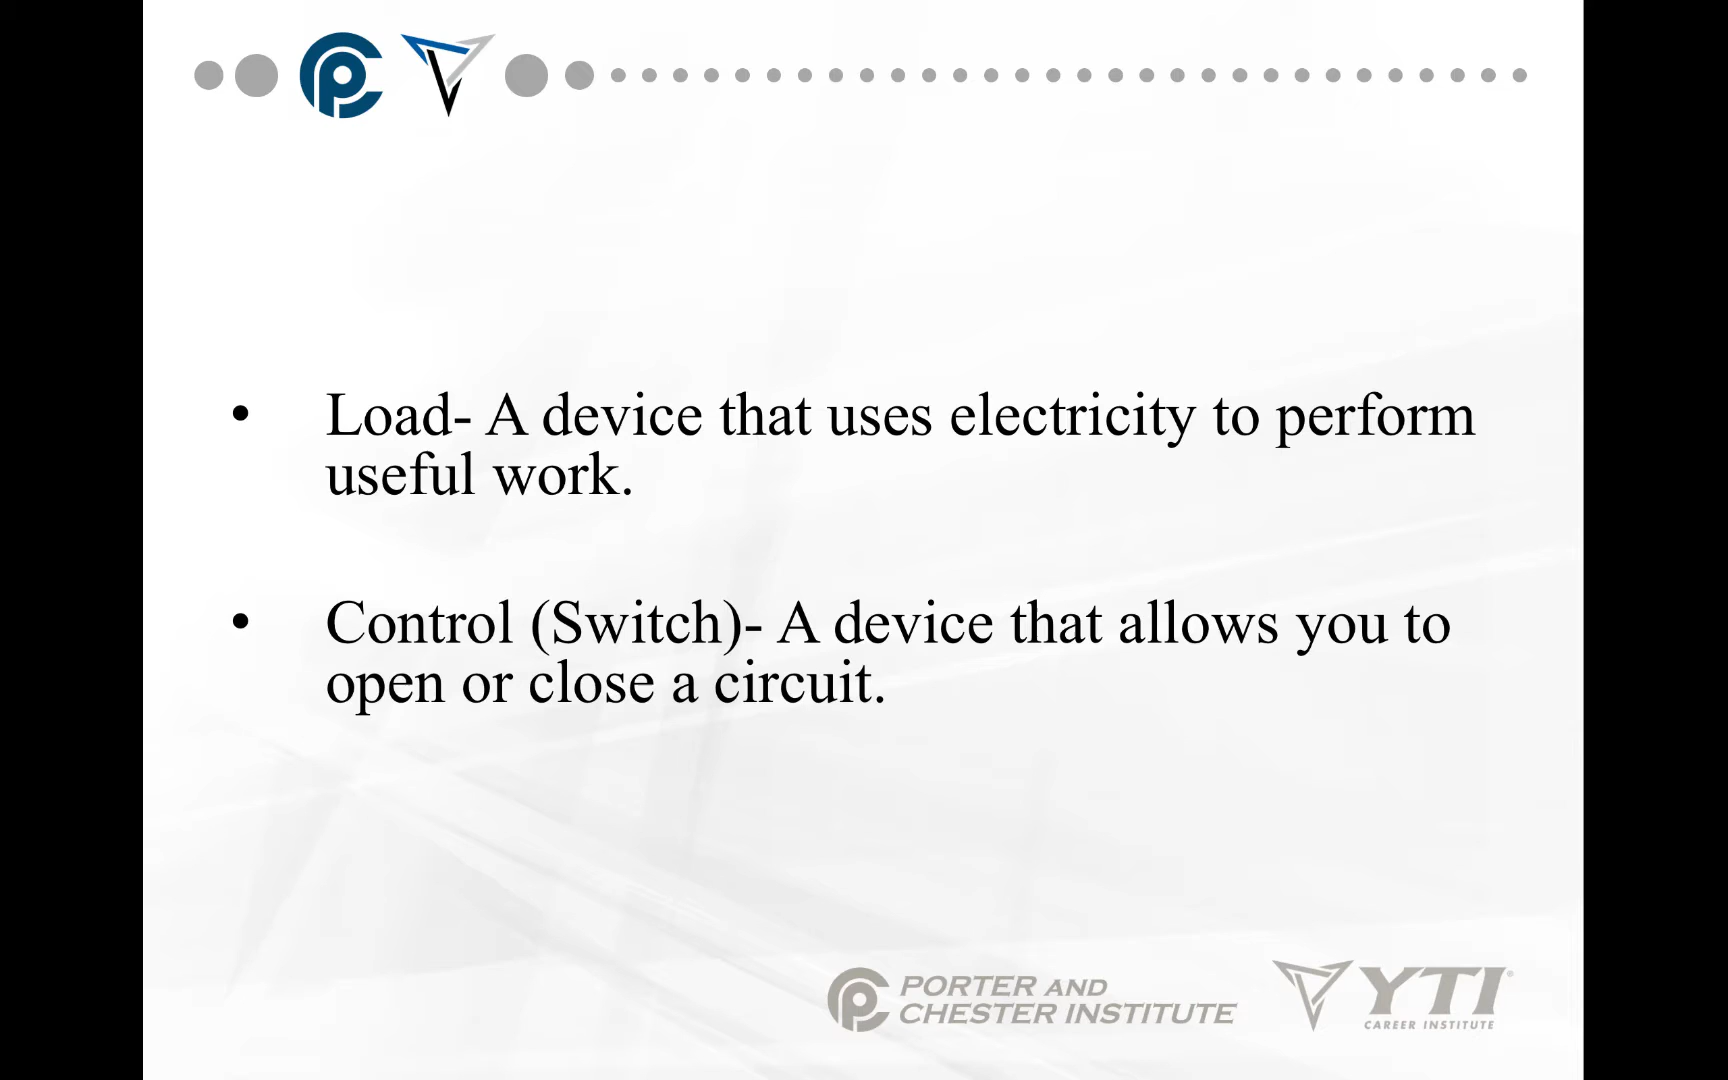 • Load- A device that uses electricity to perform
useful work.
• Control (Switch)- A device that allows you to
open or close a circuit.
PORTER AND
CHESTER INSTITUTE
YTI
CAREER INSTITUTE